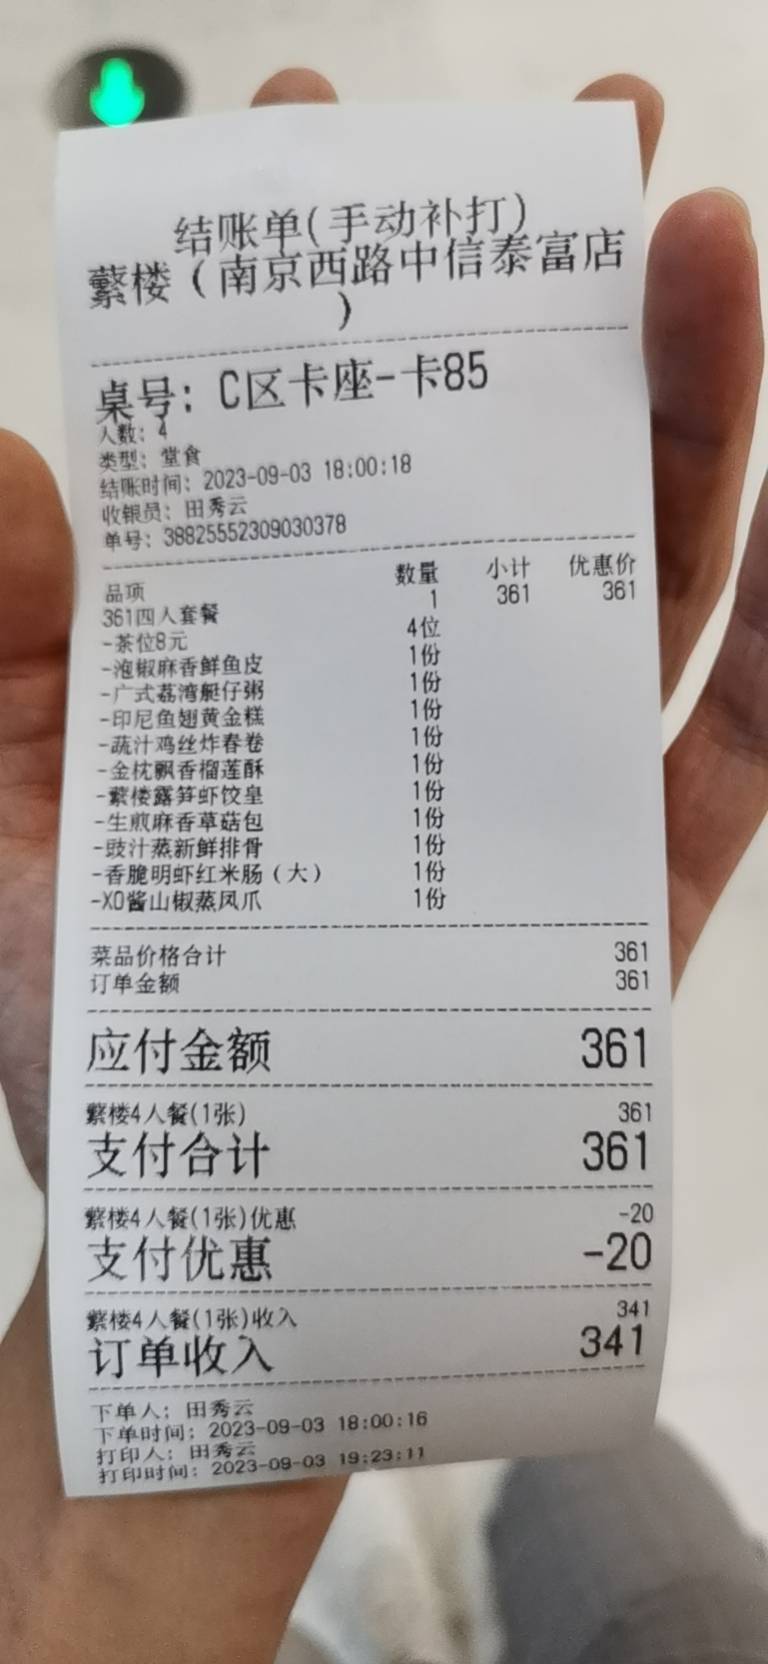 结账单(手动补打)
蘩楼（南京西路中信泰富店
）
桌号: C区卡座-卡85
人数: 4
类型: 堂食
结账时间: 2023-09-03 18:00:18
收银员: 田秀云
单号: 38825552309030378
品项 数量 小计 优惠价
361四人套餐 1 361 361
-茶位8元 4位
-泡椒麻香鲜鱼皮 1份
-广式荔湾艇仔粥 1份
-印尼鱼翅黄金糕 1份
-蔬汁鸡丝炸春卷 1份
-金枕飘香榴莲酥 1份
-蘩楼露笋虾饺皇 1份
-生煎麻香草菇包 1份
-豉汁蒸新鲜排骨 1份
-香脆明虾红米肠（大） 1份
-XO酱山椒蒸凤爪 1份
菜品价格合计 361
订单金额 361
应付金额 361
蘩楼4人餐(1张) 361
支付合计 361
蘩楼4人餐(1张)优惠 -20
支付优惠 -20
蘩楼4人餐(1张)收入 341
订单收入 341
下单人: 田秀云
下单时间: 2023-09-03 18:00:16
打印人: 田秀云
打印时间: 2023-09-03 19:23:11